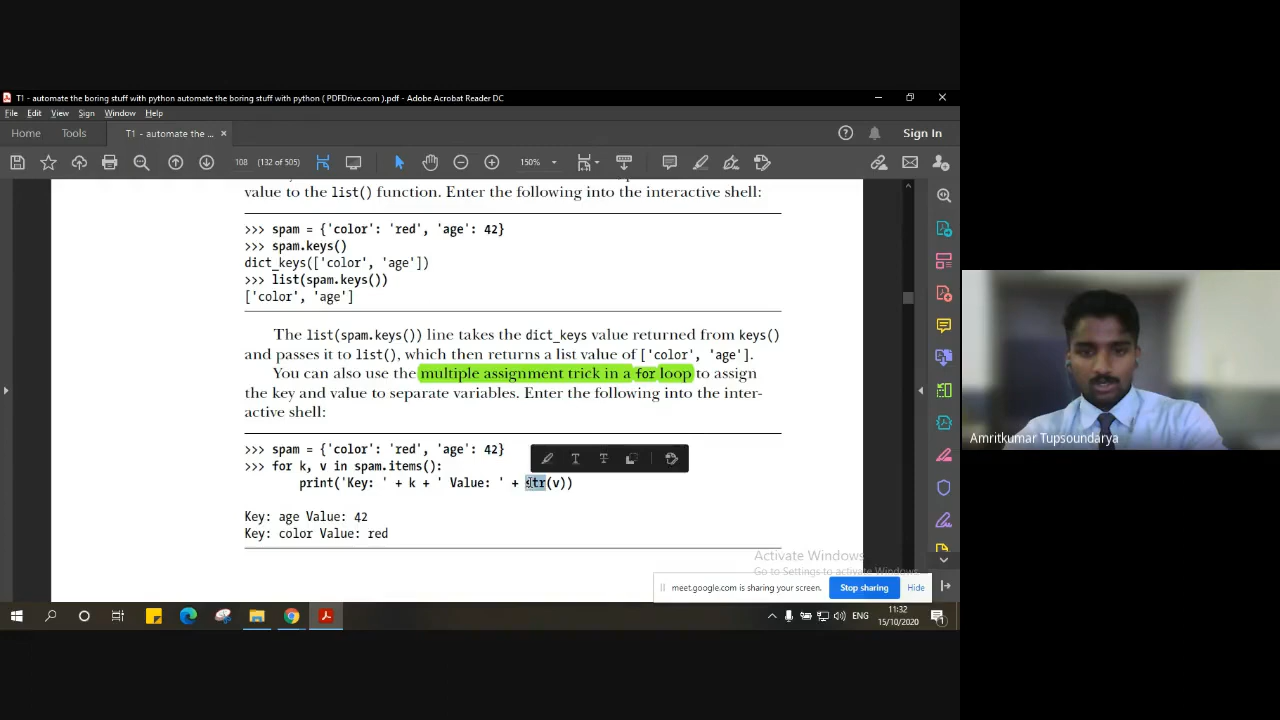 T1 - automate the boring stuff with python automate the boring stuff with python ( PDFDrive.com ).pdf - Adobe Acrobat Reader DC
File Edit View Sign Window Help
Home Tools T1 - automate the ... × Sign In
108 (132 of 505) 150%
value to the list() function. Enter the following into the interactive shell:
>>> spam = {'color': 'red', 'age': 42}
>>> spam.keys()
dict_keys(['color', 'age'])
>>> list(spam.keys())
['color', 'age']
The list(spam.keys()) line takes the dict_keys value returned from keys()
and passes it to list(), which then returns a list value of ['color', 'age'].
You can also use the multiple assignment trick in a for loop to assign
the key and value to separate variables. Enter the following into the inter-
active shell:
>>> spam = {'color': 'red', 'age': 42}
>>> for k, v in spam.items():
print('Key: ' + k + ' Value: ' + str(v))
Key: age Value: 42
Key: color Value: red
Activate Windows
Go to Settings to activate Windows.
meet.google.com is sharing your screen. Stop sharing Hide
ENG
11:32
15/10/2020
Amritkumar Tupsoundarya